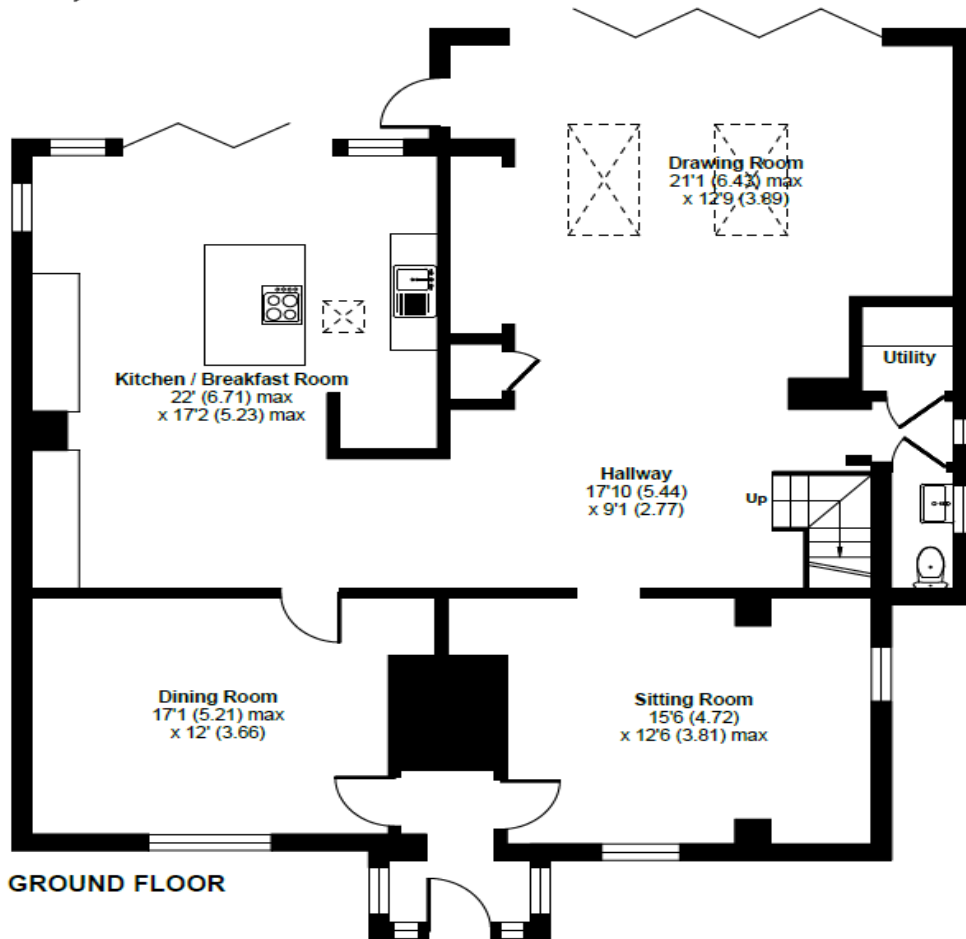 Drawing Room
21'1 (6.43) max
x 12'9 (3.89)
Utility
Kitchen / Breakfast Room
22' (6.71) max
x 17'2 (5.23) max
Hallway
17'10 (5.44)
x 9'1 (2.77)
Up
Dining Room
17'1 (5.21) max
x 12' (3.66)
Sitting Room
15'6 (4.72)
x 12'6 (3.81) max
GROUND FLOOR